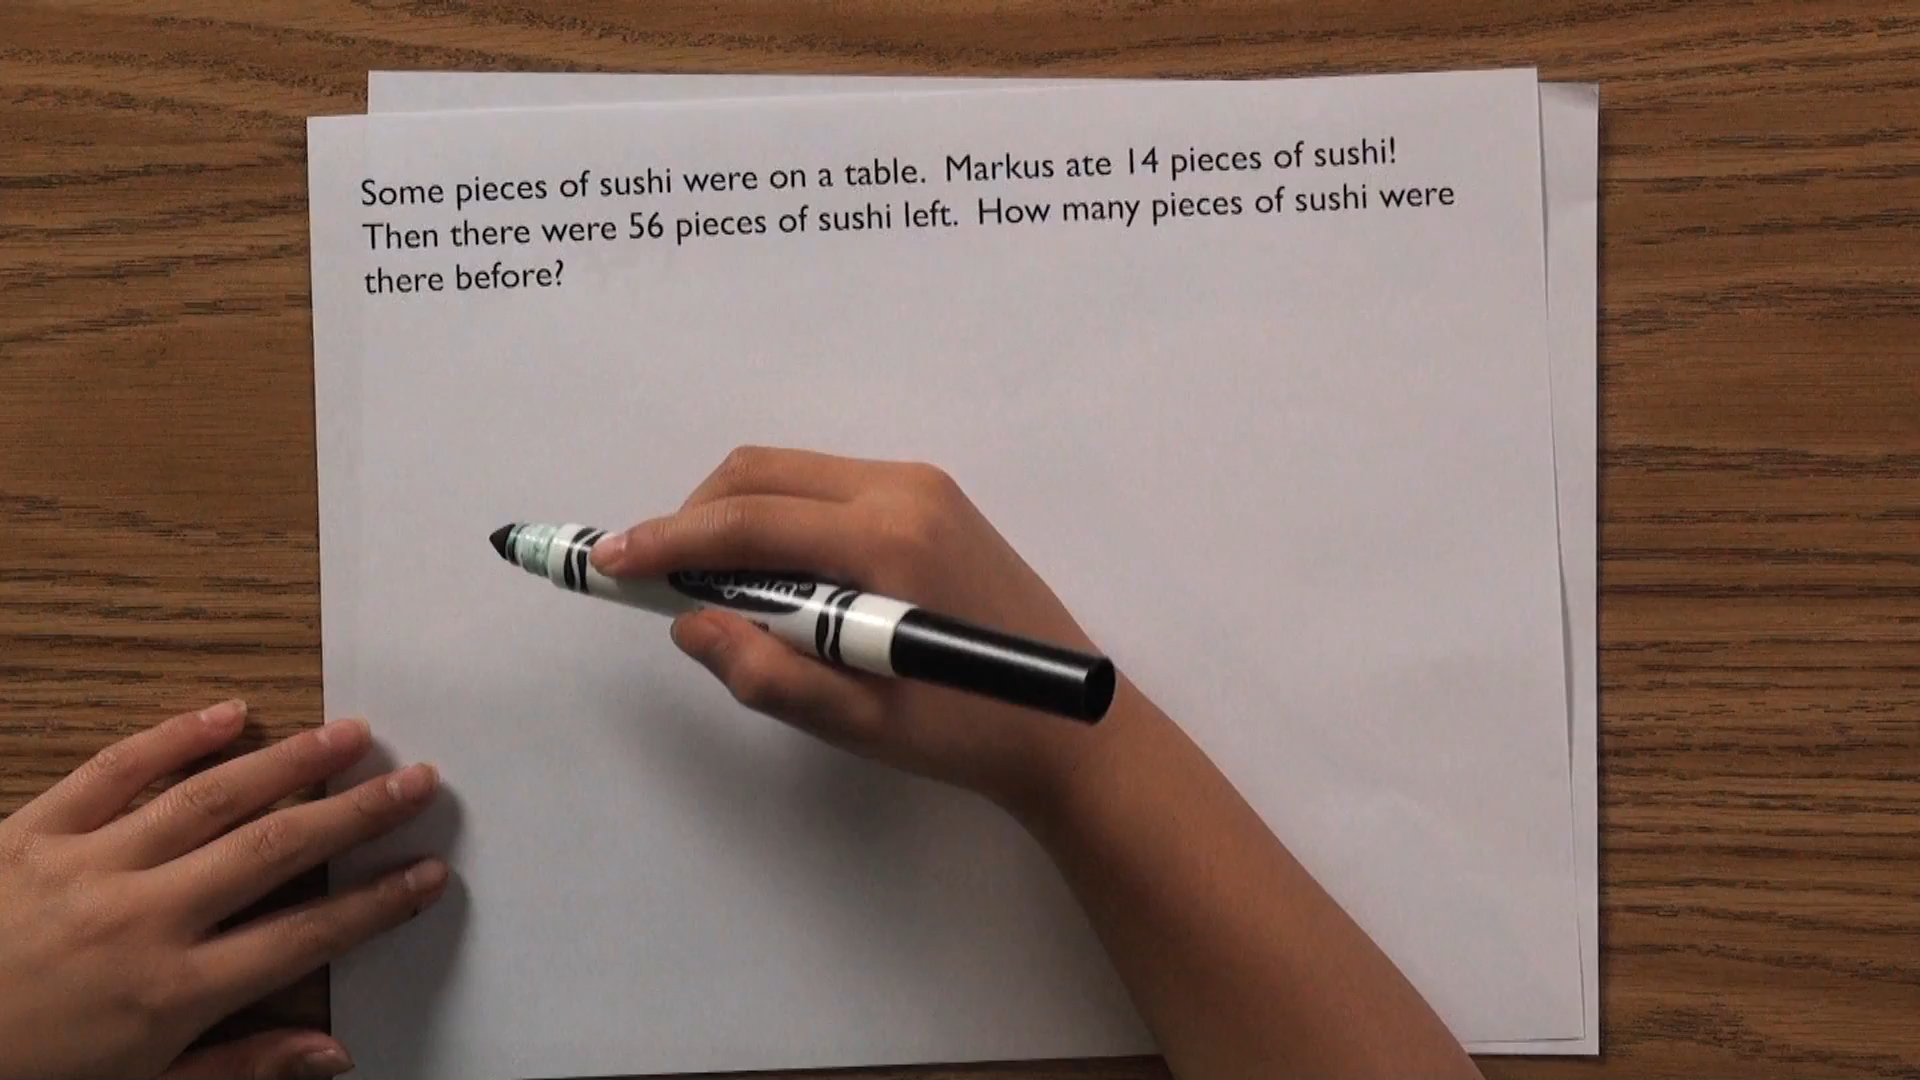 Some pieces of sushi were on a table. Markus ate 14 pieces of sushi!
Then there were 56 pieces of sushi left. How many pieces of sushi were
there before?